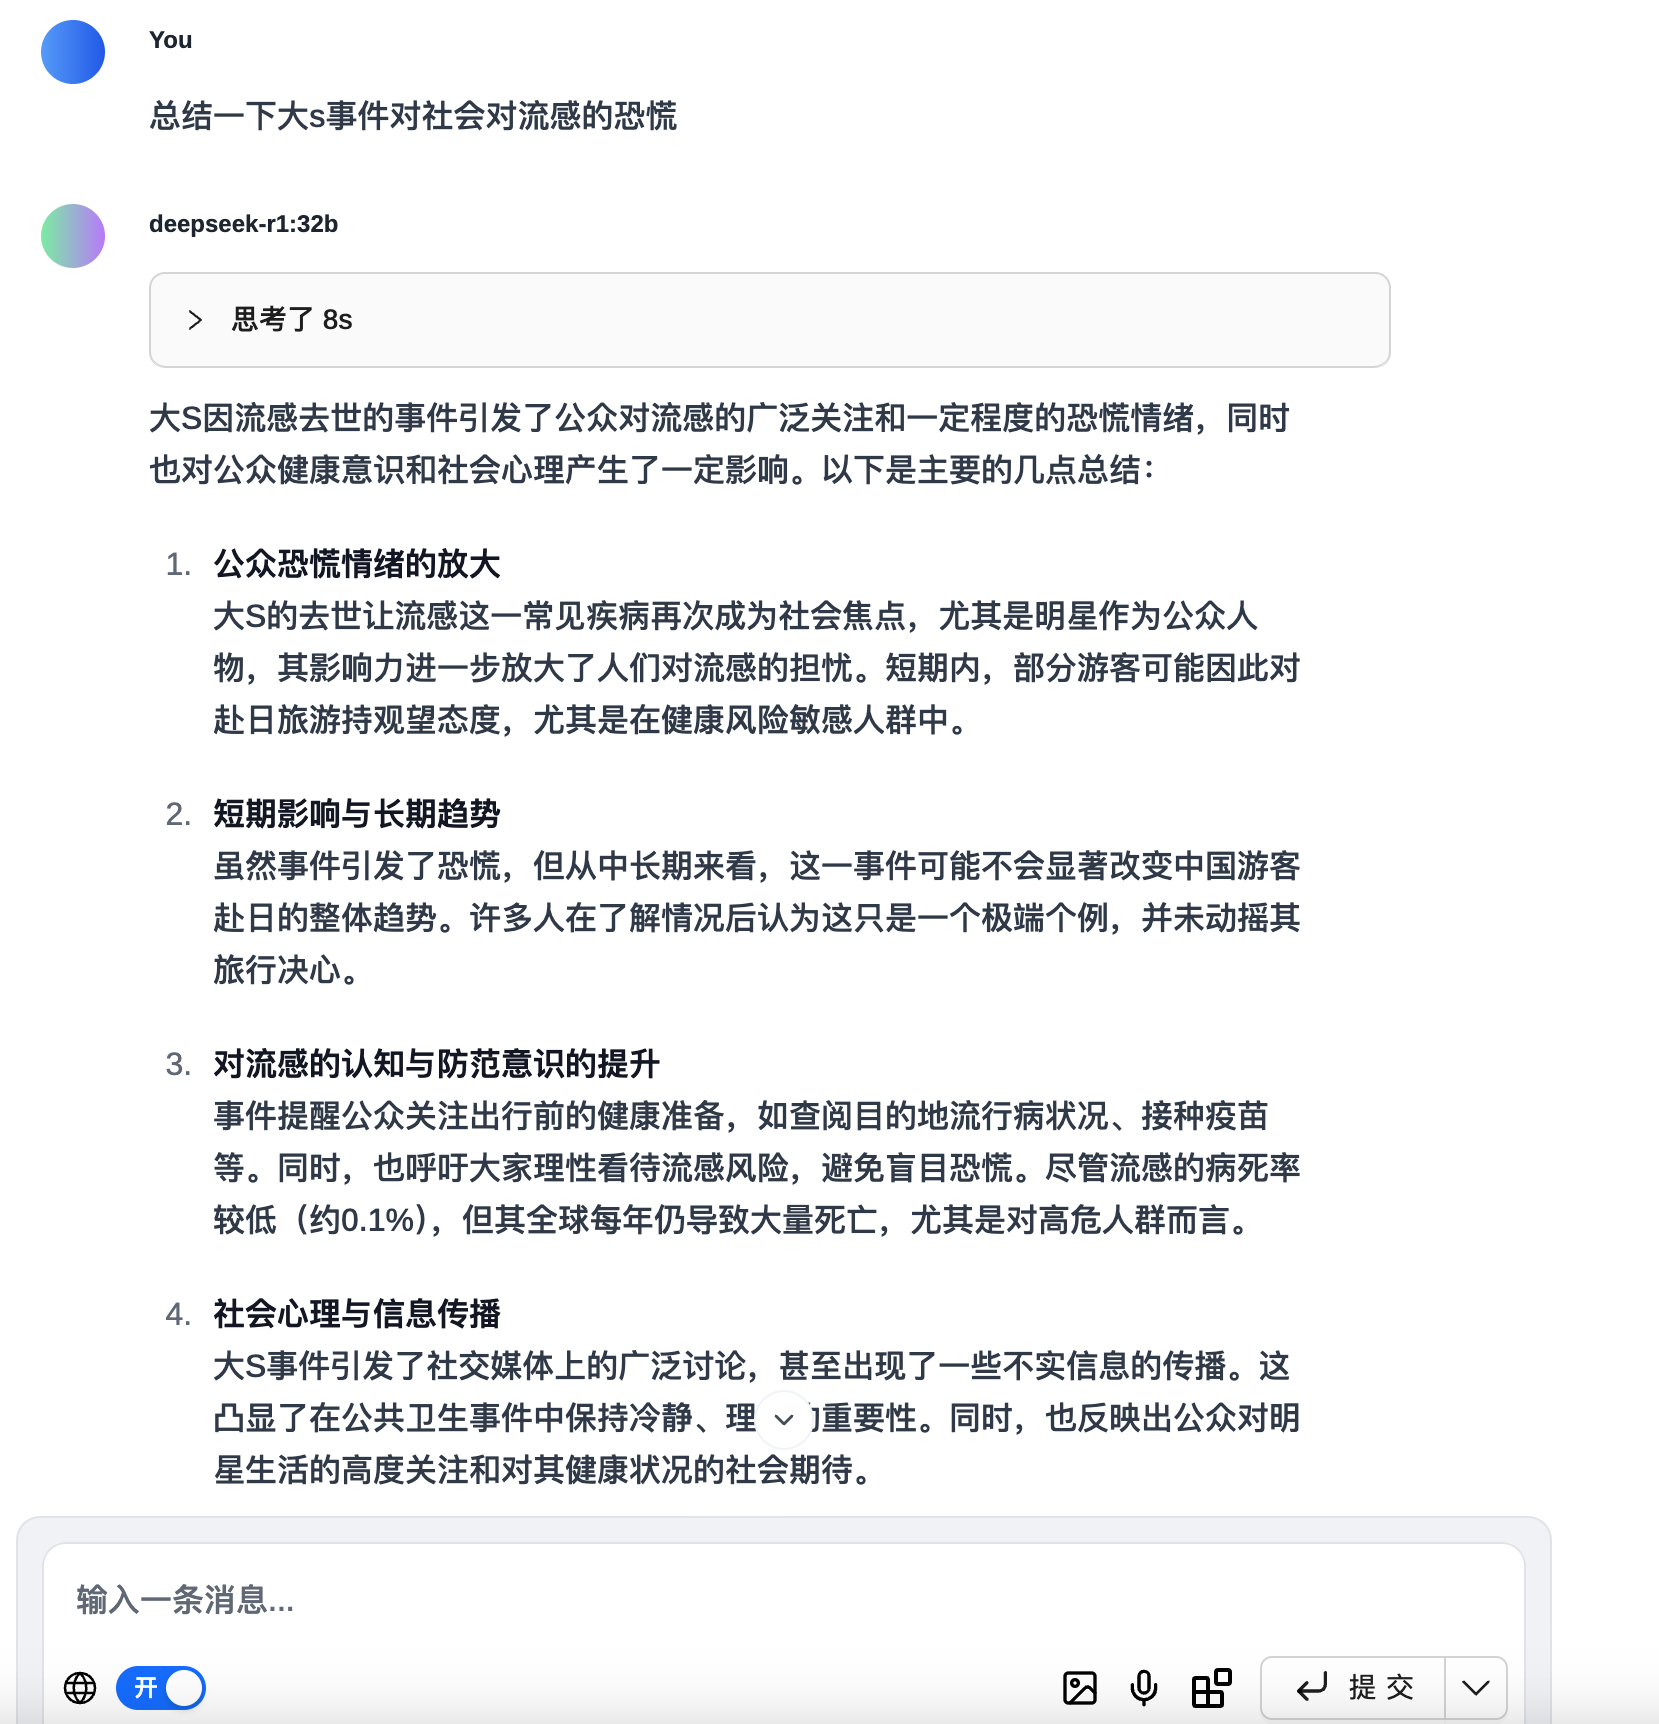 You
总结一下大s事件对社会对流感的恐慌
deepseek-r1:32b
思考了 8s
大S因流感去世的事件引发了公众对流感的广泛关注和一定程度的恐慌情绪，同时
也对公众健康意识和社会心理产生了一定影响。以下是主要的几点总结：
1. 公众恐慌情绪的放大
大S的去世让流感这一常见疾病再次成为社会焦点，尤其是明星作为公众人
物，其影响力进一步放大了人们对流感的担忧。短期内，部分游客可能因此对
赴日旅游持观望态度，尤其是在健康风险敏感人群中。
2. 短期影响与长期趋势
虽然事件引发了恐慌，但从中长期来看，这一事件可能不会显著改变中国游客
赴日的整体趋势。许多人在了解情况后认为这只是一个极端个例，并未动摇其
旅行决心。
3. 对流感的认知与防范意识的提升
事件提醒公众关注出行前的健康准备，如查阅目的地流行病状况、接种疫苗
等。同时，也呼吁大家理性看待流感风险，避免盲目恐慌。尽管流感的病死率
较低（约0.1%），但其全球每年仍导致大量死亡，尤其是对高危人群而言。
4. 社会心理与信息传播
大S事件引发了社交媒体上的广泛讨论，甚至出现了一些不实信息的传播。这
凸显了在公共卫生事件中保持冷静、理重要性。同时，也反映出公众对明
星生活的高度关注和对其健康状况的社会期待。
输入一条消息...
开
提 交